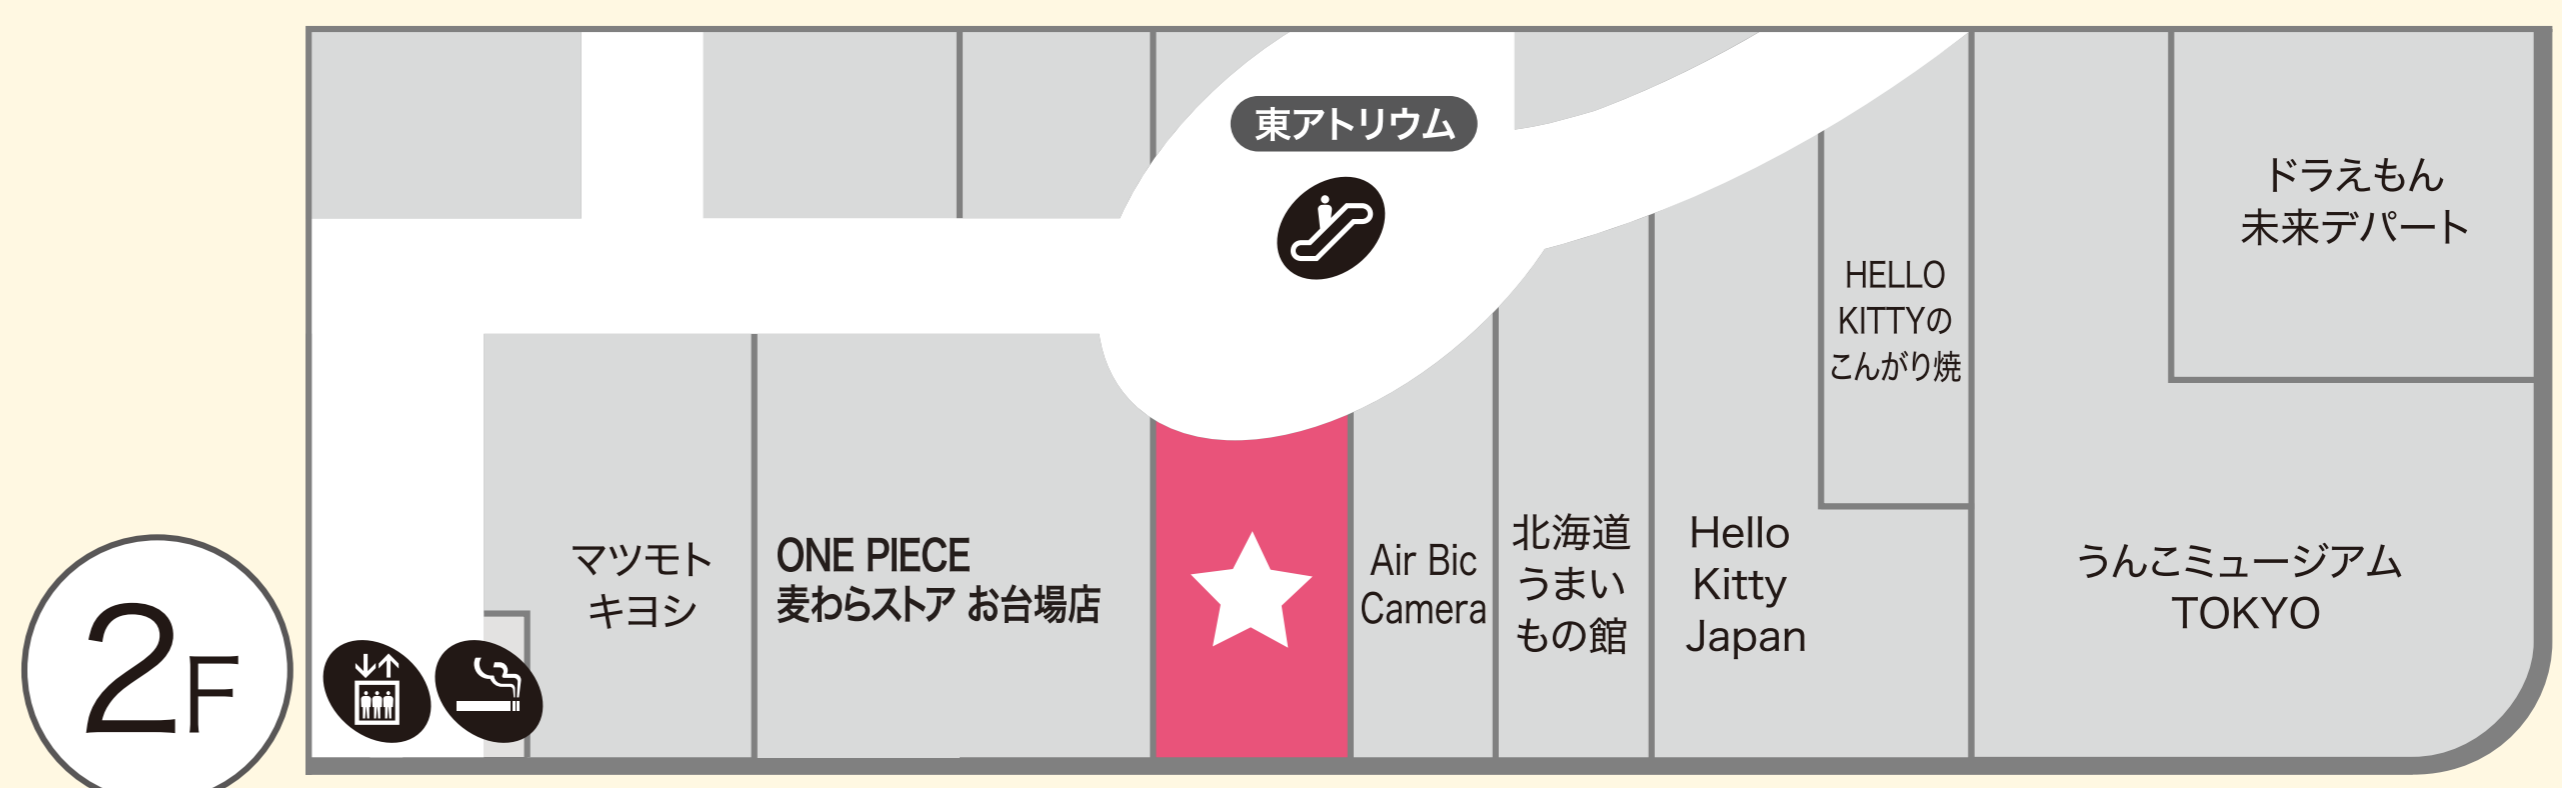 東アトリウム
ドラえもん
未来デパート
HELLO
KITTYの
こんがり焼
マツモト
キヨシ
ONE PIECE
麦わらストア お台場店
Air Bic
Camera
北海道
うまい
もの館
Hello
Kitty
Japan
うんこミュージアム
TOKYO
2F